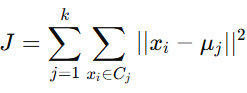 J = \sum_{j=1}^{k} \sum_{x_i \in C_j} ||x_i - \mu_j||^2